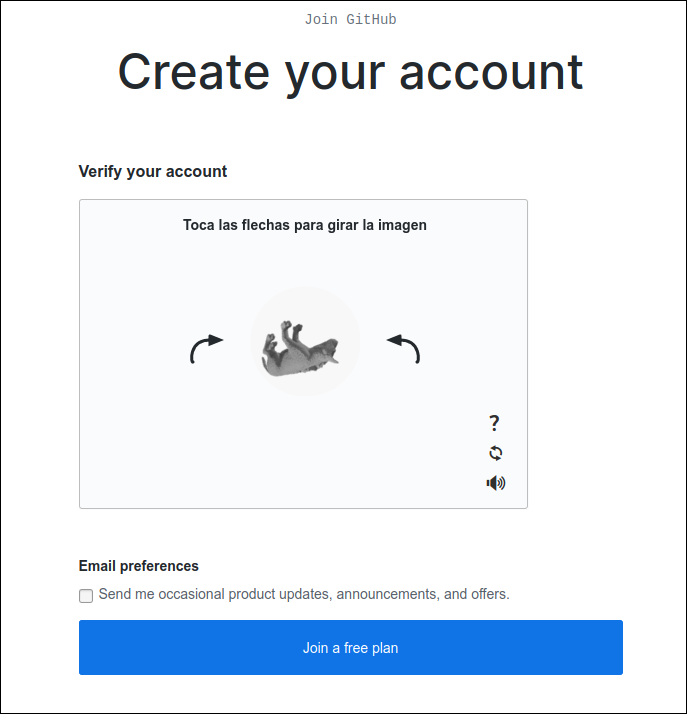 Join GitHub
Create your account
Verify your account
Toca las flechas para girar la imagen
?
Email preferences
Send me occasional product updates, announcements, and offers.
Join a free plan